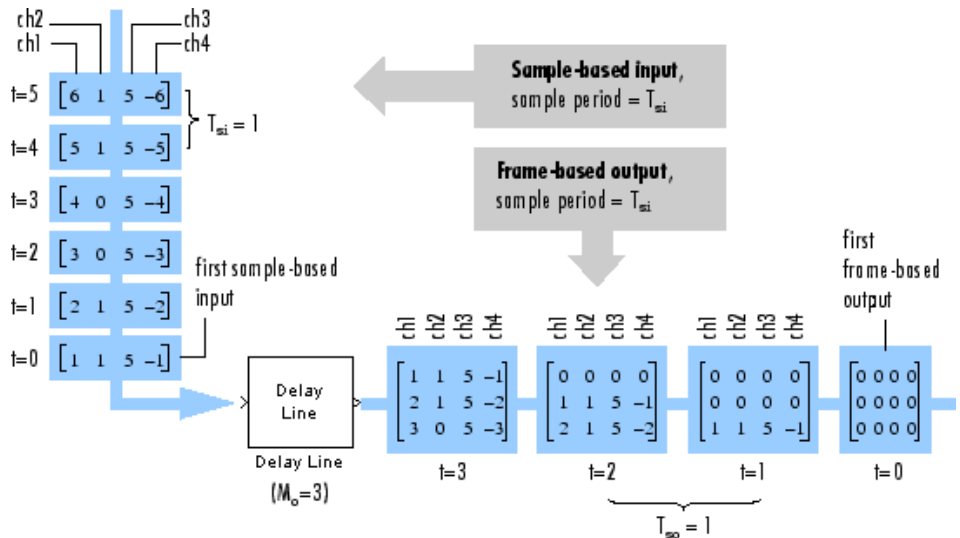 ch2 ch3
ch1 ch4
t=5 [6 1 5 −6]
T_si = 1
t=4 [5 1 5 −5]
t=3 [4 0 5 −4]
t=2 [3 0 5 −3]
t=1 [2 1 5 −2]
t=0 [1 1 5 −1]
first sample-based
input
Sample-based input,
sample period = T_si
Frame-based output,
sample period = T_si
first
frame-based
output
Delay
Line
Delay Line
(M_o=3)
ch1 ch2 ch3 ch4
1 1 5 −1
2 1 5 −2
3 0 5 −3
t=3
ch1 ch2 ch3 ch4
0 0 0 0
1 1 5 −1
2 1 5 −2
t=2
ch1 ch2 ch3 ch4
0 0 0 0
0 0 0 0
1 1 5 −1
t=1
0 0 0 0
0 0 0 0
0 0 0 0
t=0
T_so = 1